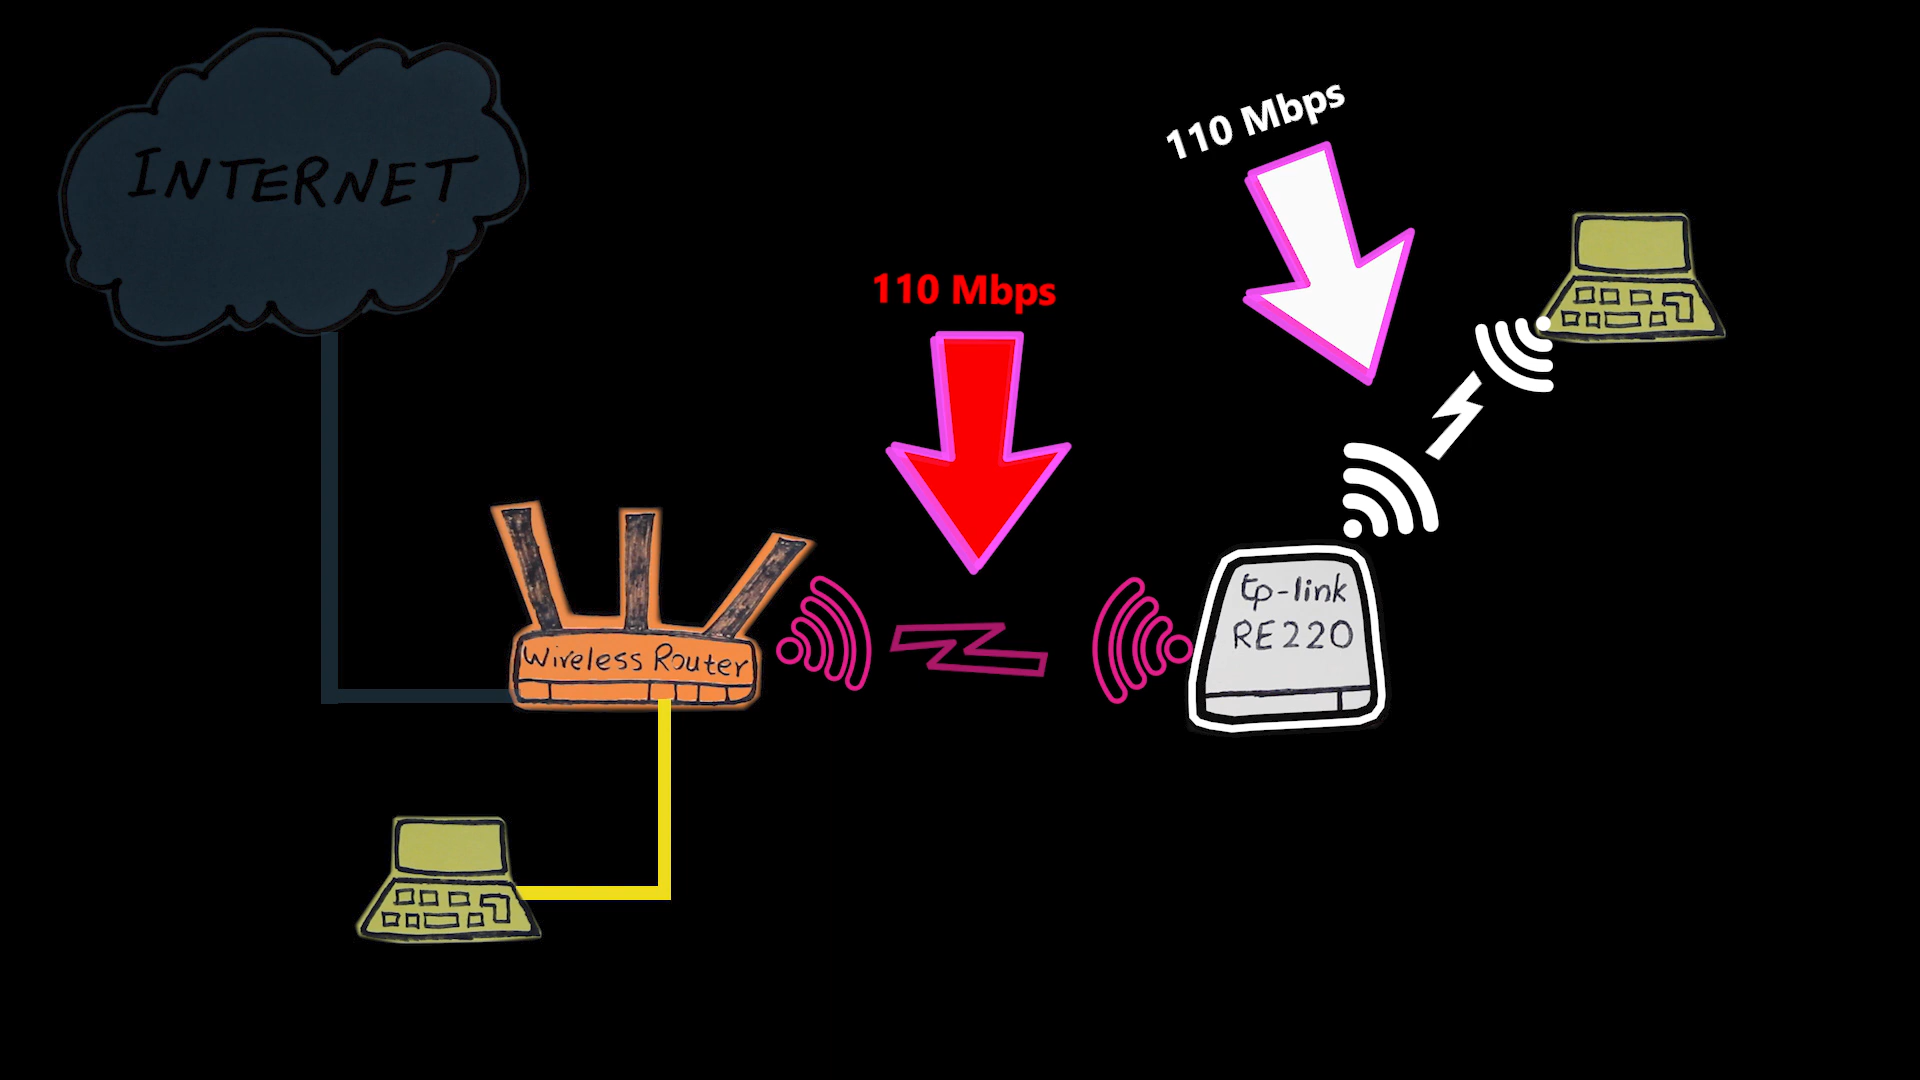 INTERNET
110 Mbps
110 Mbps
Wireless Router
tp-link
RE220